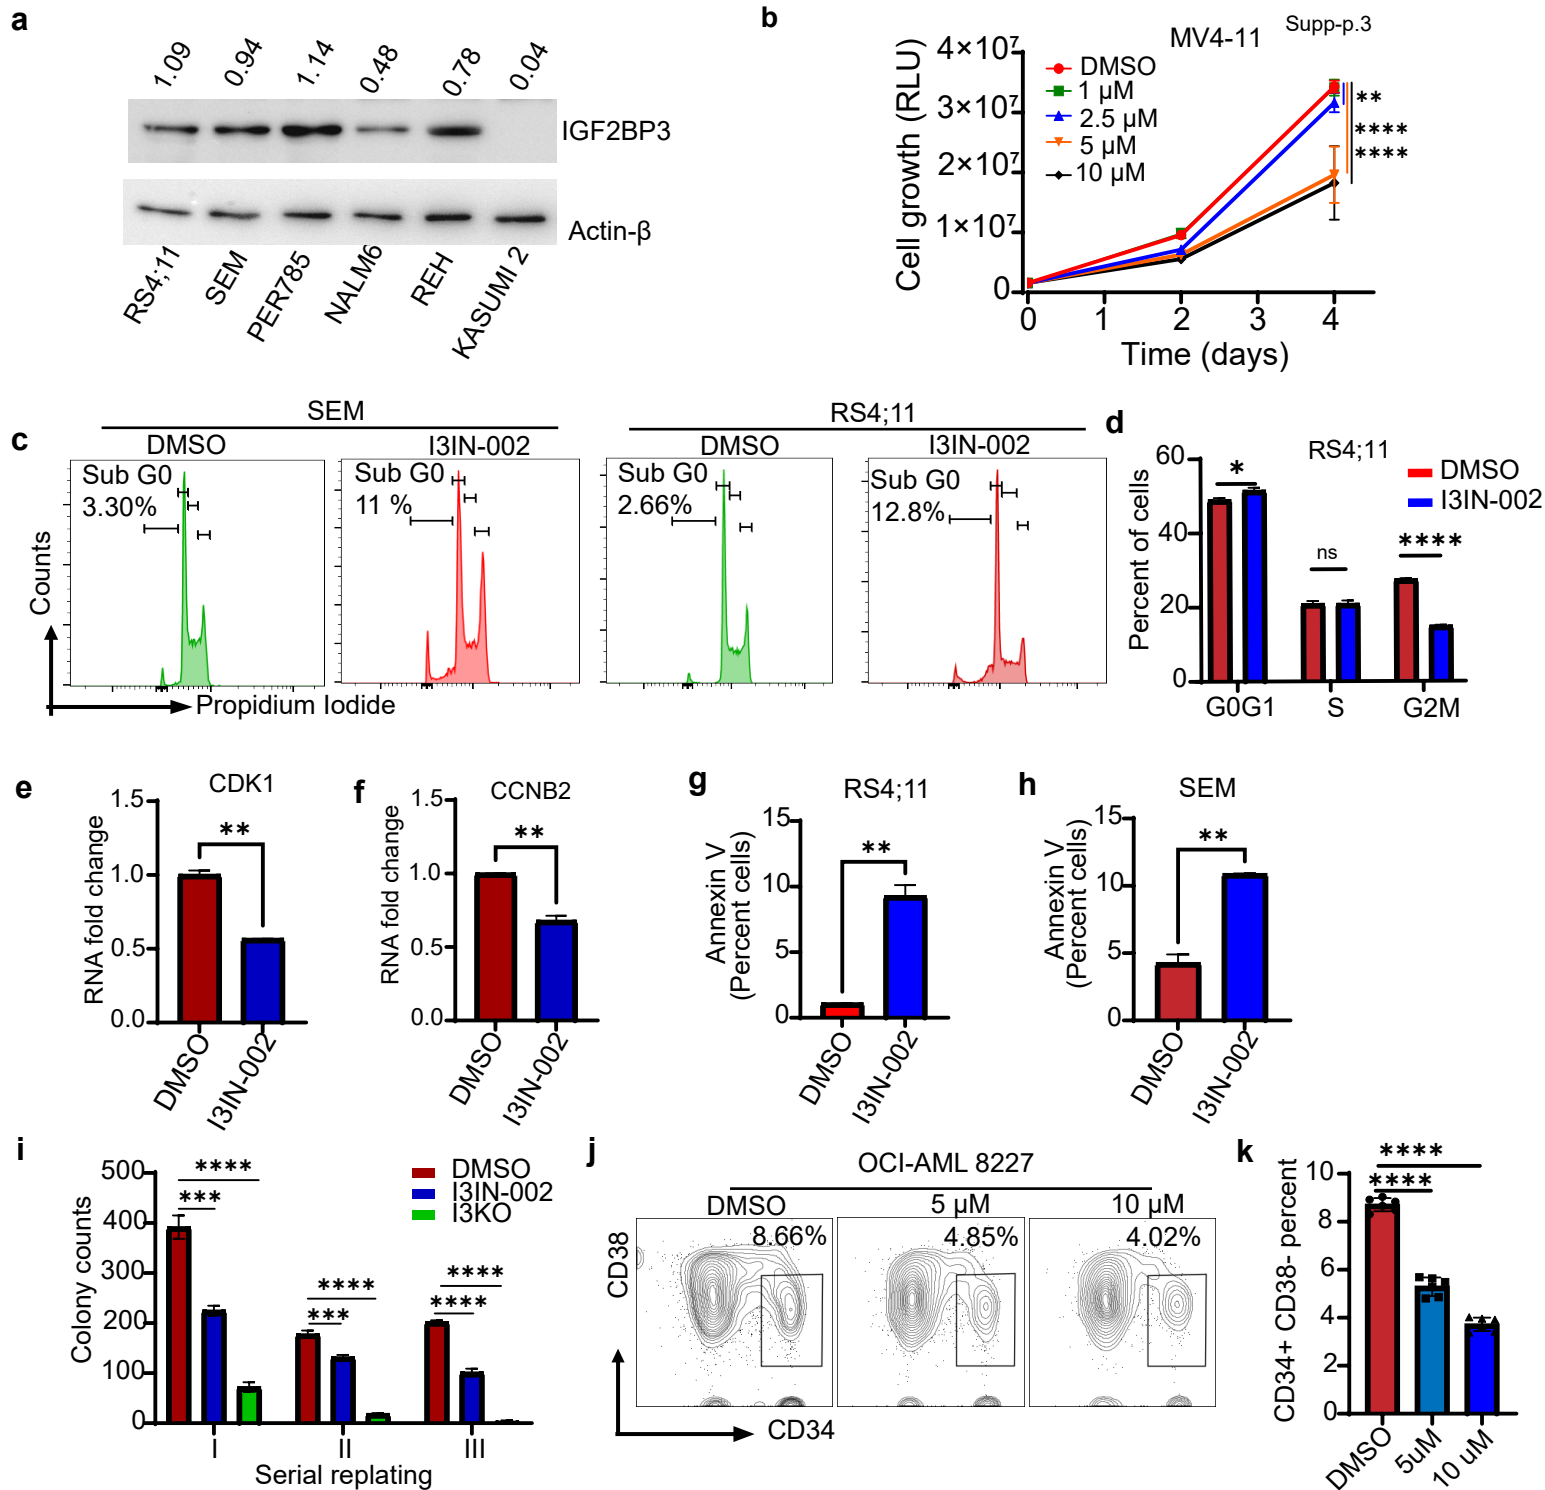 a
1.09 0.94 1.14 0.48 0.78 0.04
IGF2BP3
Actin-β
RS4;11 SEM PER785 NALM6 REH KASUMI 2
b
Supp-p.3
MV4-11
Cell growth (RLU)
4×10⁷
3×10⁷
2×10⁷
1×10⁷
0
DMSO
1 µM
2.5 µM
5 µM
10 µM
**
****
****
0 1 2 3 4
Time (days)
c
SEM
DMSO I3IN-002
RS4;11
DMSO I3IN-002
Sub G0
3.30%
Sub G0
11 %
Sub G0
2.66%
Sub G0
12.8%
Counts
Propidium Iodide
d
RS4;11
DMSO
I3IN-002
Percent of cells
60
40
20
0
*
ns
****
G0G1 S G2M
e
CDK1
RNA fold change
1.5
1.0
0.5
0.0
**
DMSO I3IN-002
f
CCNB2
RNA fold change
1.5
1.0
0.5
0.0
**
DMSO I3IN-002
g
RS4;11
Annexin V
(Percent cells)
15
10
5
0
**
DMSO I3IN-002
h
SEM
Annexin V
(Percent cells)
15
10
5
0
**
DMSO I3IN-002
i
Colony counts
500
400
300
200
100
0
****
***
****
***
****
****
DMSO
I3IN-002
I3KO
I II III
Serial replating
j
OCI-AML 8227
DMSO 5 µM 10 µM
8.66% 4.85% 4.02%
CD38
CD34
k
CD34+ CD38- percent
10
8
6
4
2
0
****
****
DMSO 5uM 10 uM